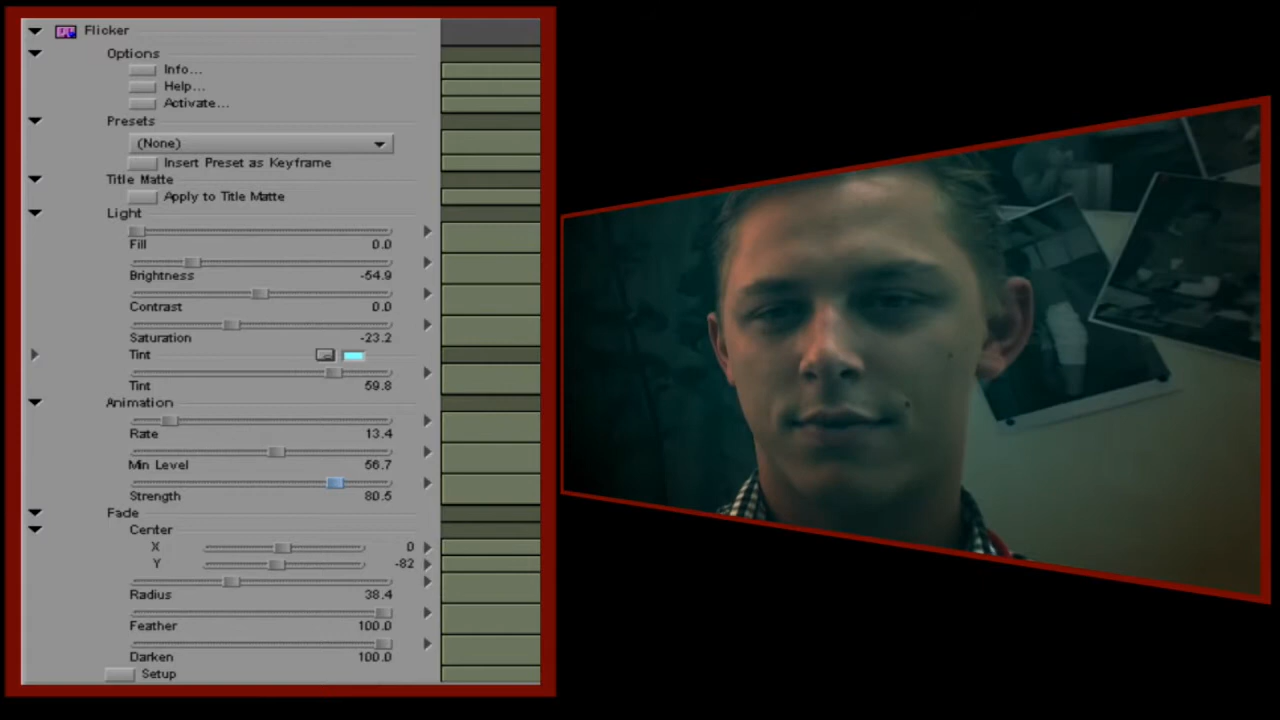 Flicker
Options
Info...
Help...
Activate...
Presets
(None)
Insert Preset as Keyframe
Title Matte
Apply to Title Matte
Light
Fill 0.0
Brightness -54.9
Contrast 0.0
Saturation -23.2
Tint
Tint 59.8
Animation
Rate 13.4
Min Level 56.7
Strength 80.5
Fade
Center
X 0
Y -82
Radius 38.4
Feather 100.0
Darken 100.0
Setup